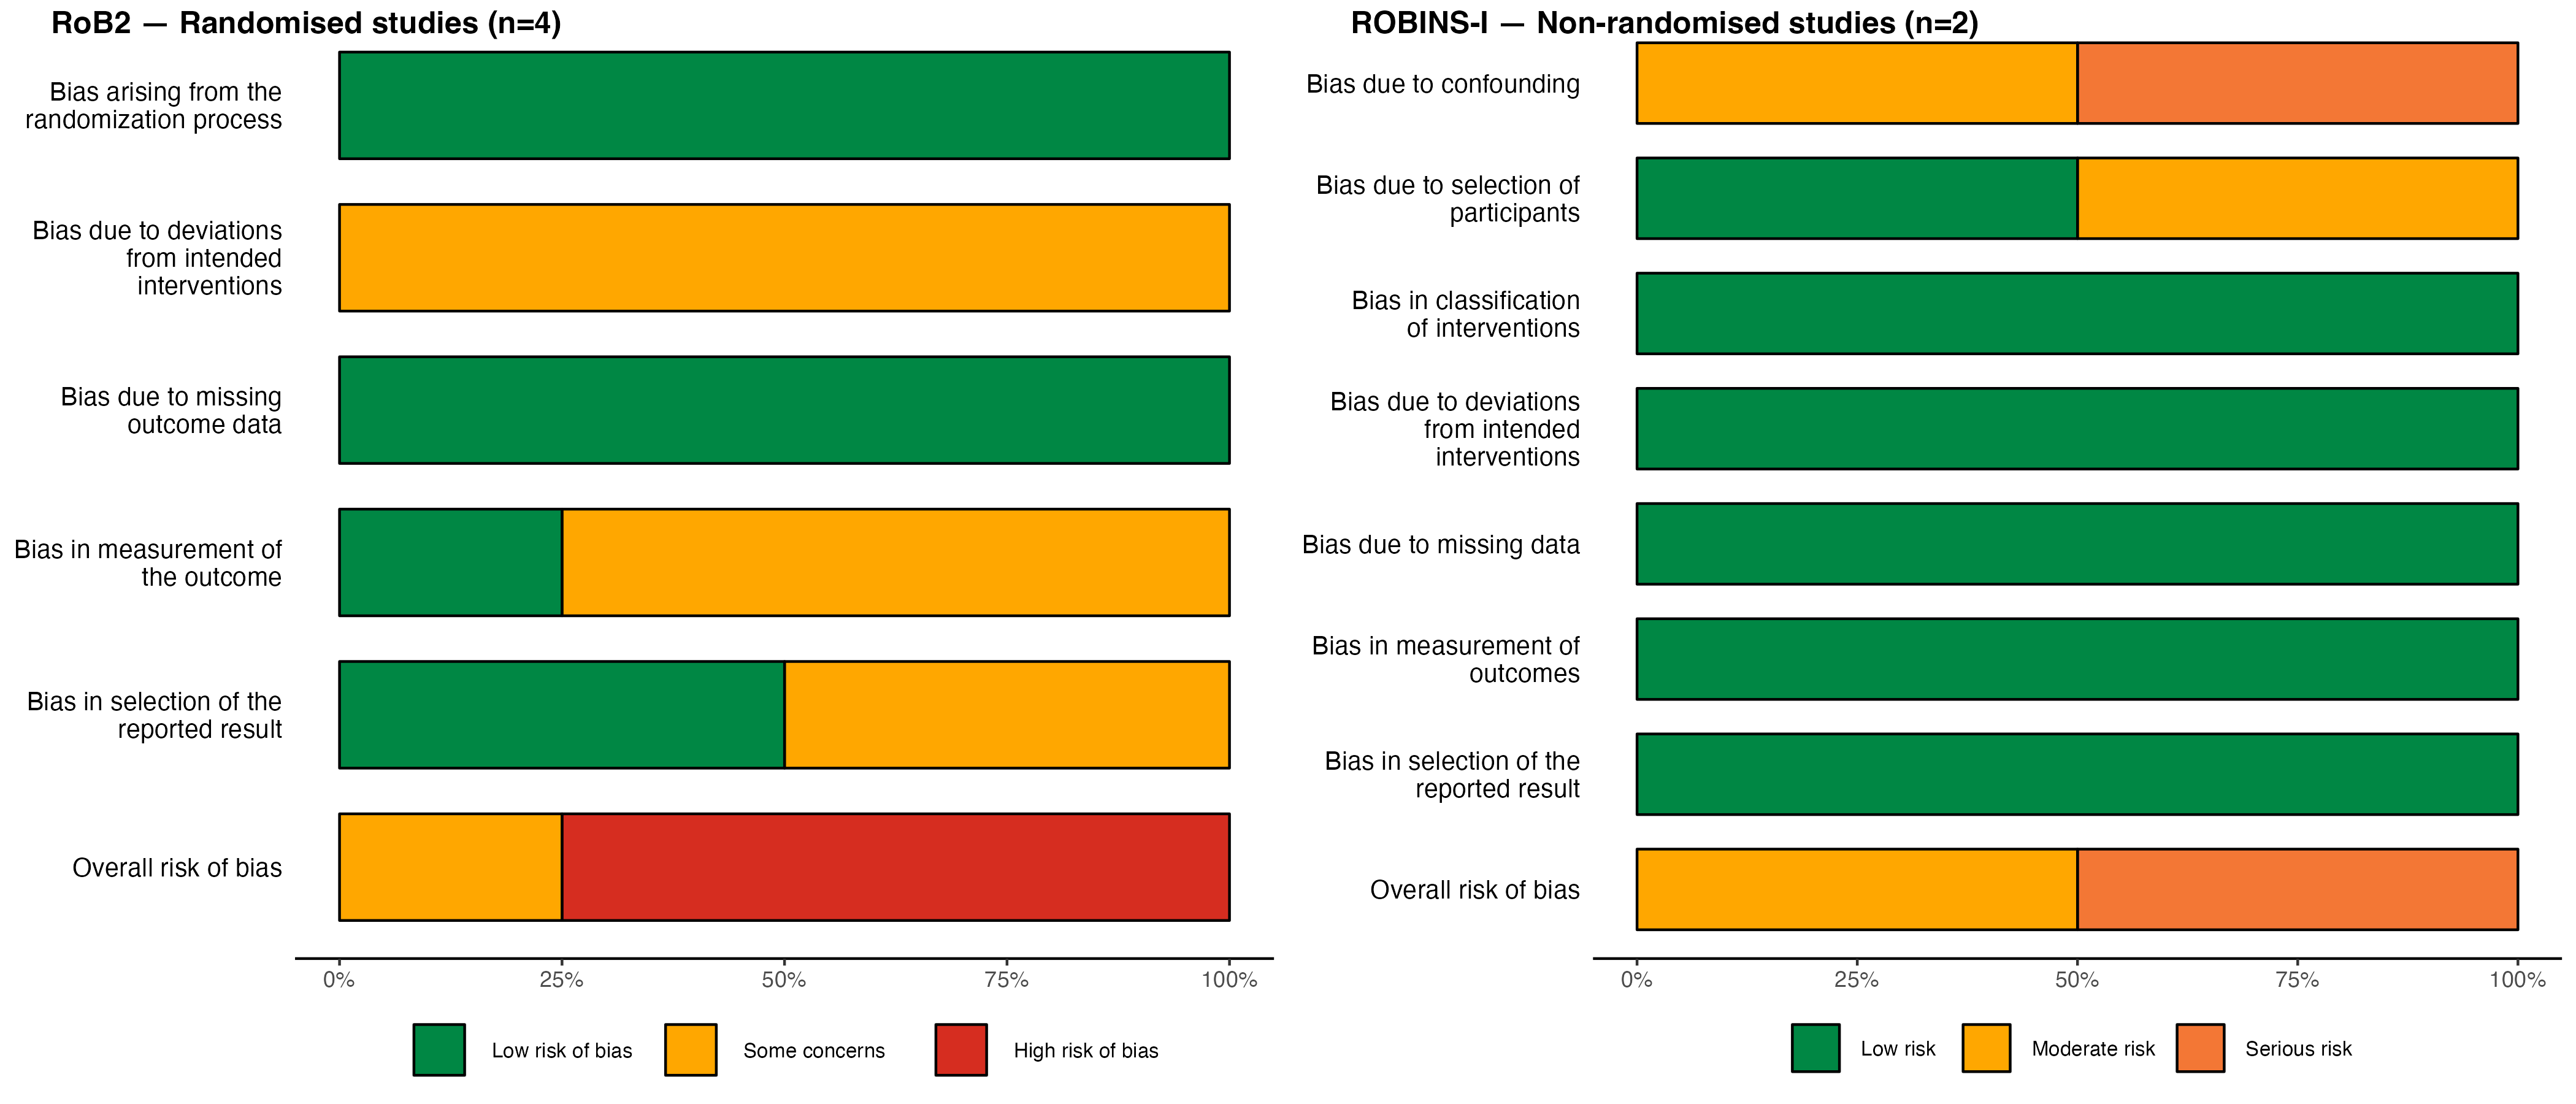 RoB2 — Randomised studies (n=4)
Bias arising from the
randomization process
Bias due to deviations
from intended
interventions
Bias due to missing
outcome data
Bias in measurement of
the outcome
Bias in selection of the
reported result
Overall risk of bias
0% 25% 50% 75% 100%
Low risk of bias Some concerns High risk of bias
ROBINS-I — Non-randomised studies (n=2)
Bias due to confounding
Bias due to selection of
participants
Bias in classification
of interventions
Bias due to deviations
from intended
interventions
Bias due to missing data
Bias in measurement of
outcomes
Bias in selection of the
reported result
Overall risk of bias
0% 25% 50% 75% 100%
Low risk Moderate risk Serious risk